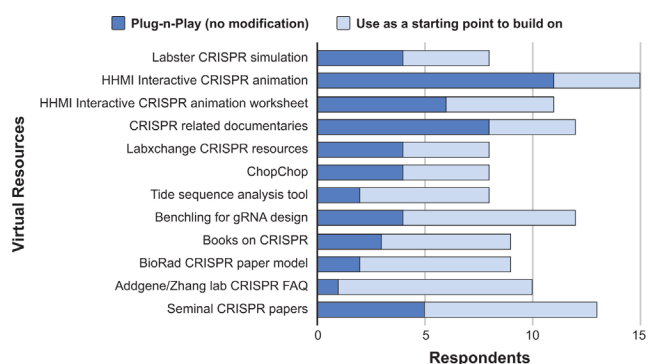 Plug-n-Play (no modification) Use as a starting point to build on
Labster CRISPR simulation
HHMI Interactive CRISPR animation
HHMI Interactive CRISPR animation worksheet
CRISPR related documentaries
Labxchange CRISPR resources
ChopChop
Tide sequence analysis tool
Benchling for gRNA design
Books on CRISPR
BioRad CRISPR paper model
Addgene/Zhang lab CRISPR FAQ
Seminal CRISPR papers
Virtual Resources
0 5 10 15
Respondents